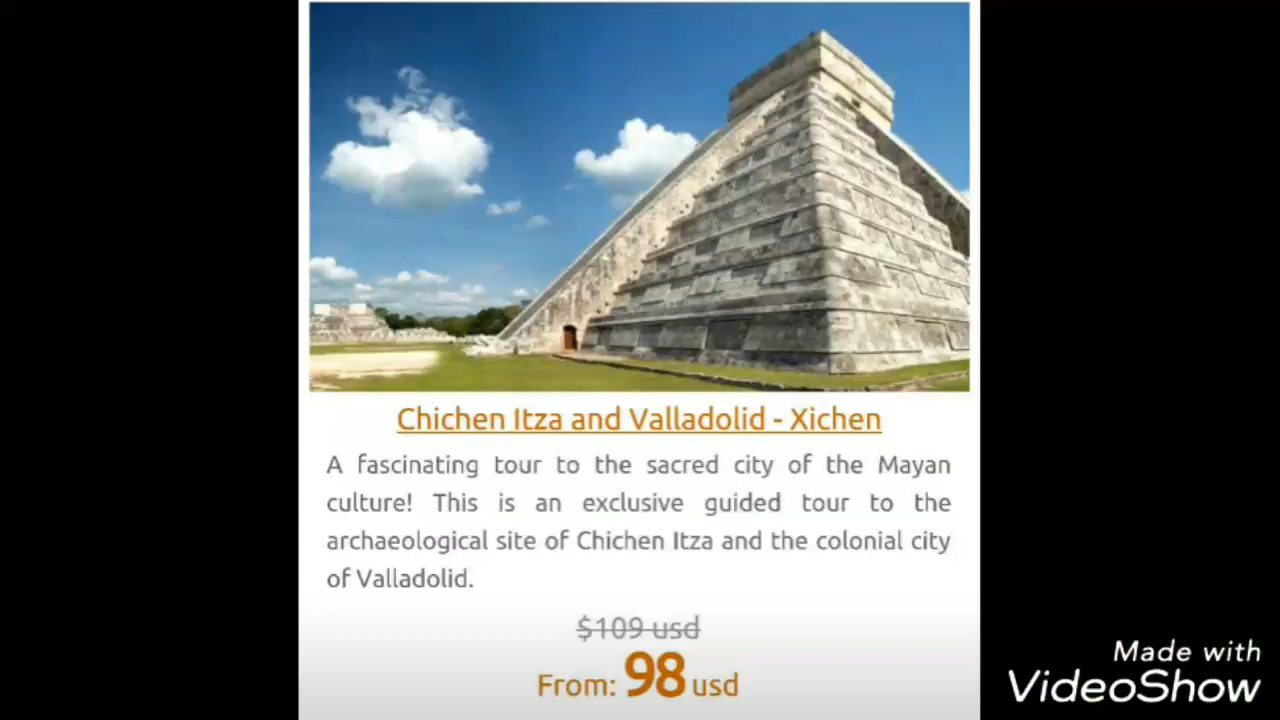 Chichen Itza and Valladolid - Xichen
A fascinating tour to the sacred city of the Mayan
culture! This is an exclusive guided tour to the
archaeological site of Chichen Itza and the colonial city
of Valladolid.
$109 usd
From: 98 usd
Made with
VideoShow